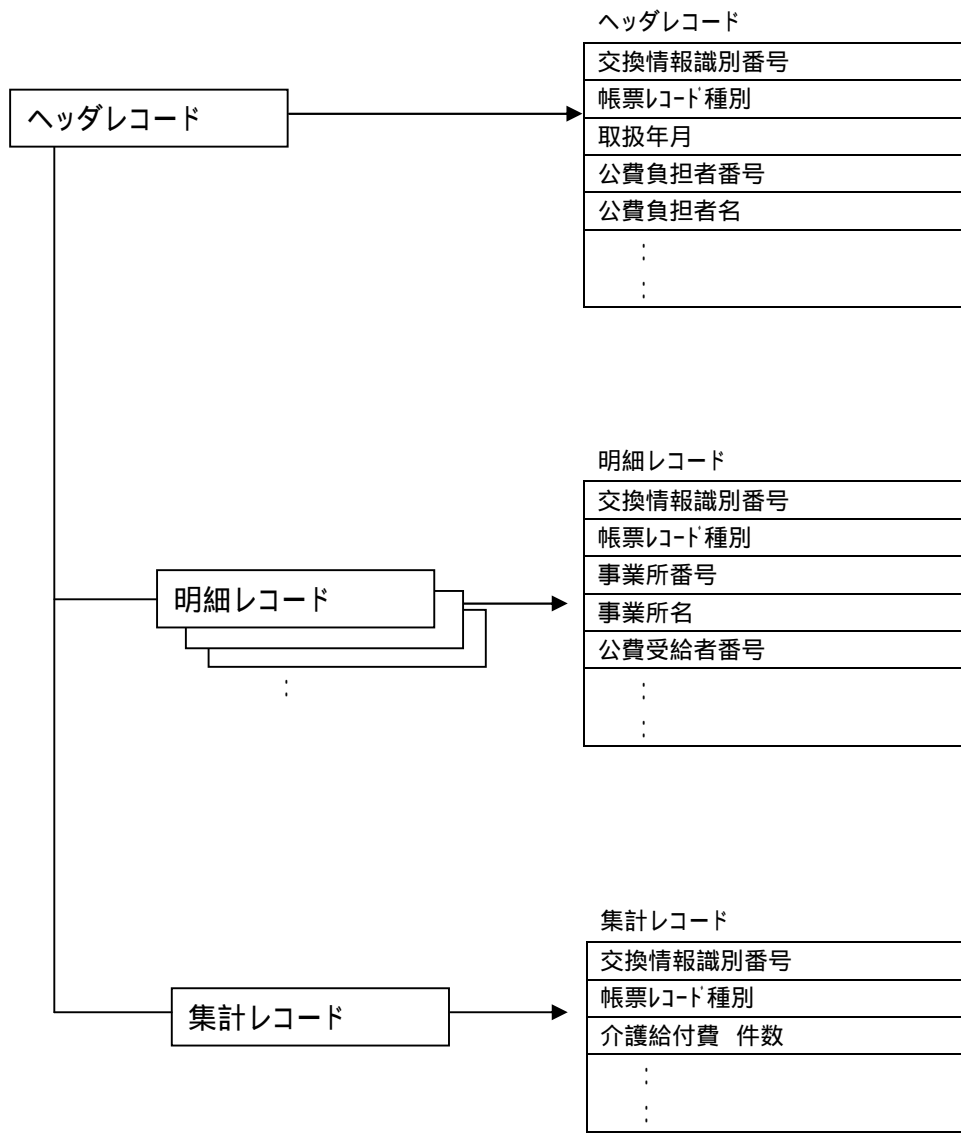 ヘッダレコード
ヘッダレコード
交換情報識別番号
帳票ﾚｺｰﾄﾞ種別
取扱年月
公費負担者番号
公費負担者名
:
:
明細レコード
:
明細レコード
交換情報識別番号
帳票ﾚｺｰﾄﾞ種別
事業所番号
事業所名
公費受給者番号
:
:
集計レコード
集計レコード
交換情報識別番号
帳票ﾚｺｰﾄﾞ種別
介護給付費 件数
:
: